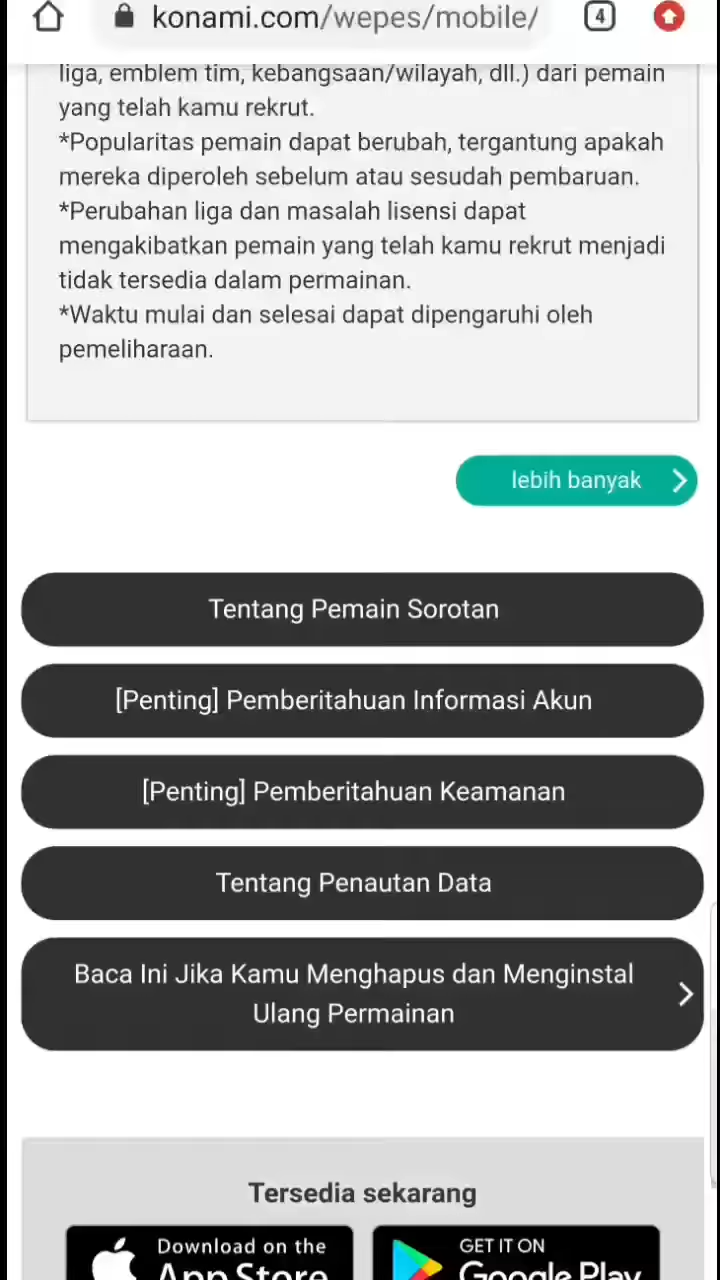 konami.com/wepes/mobile/
4
liga, emblem tim, kebangsaan/wilayah, dll.) dari pemain
yang telah kamu rekrut.
*Popularitas pemain dapat berubah, tergantung apakah
mereka diperoleh sebelum atau sesudah pembaruan.
*Perubahan liga dan masalah lisensi dapat
mengakibatkan pemain yang telah kamu rekrut menjadi
tidak tersedia dalam permainan.
*Waktu mulai dan selesai dapat dipengaruhi oleh
pemeliharaan.
lebih banyak
Tentang Pemain Sorotan
[Penting] Pemberitahuan Informasi Akun
[Penting] Pemberitahuan Keamanan
Tentang Penautan Data
Baca Ini Jika Kamu Menghapus dan Menginstal
Ulang Permainan
Tersedia sekarang
Download on the
App Store
GET IT ON
Google Play